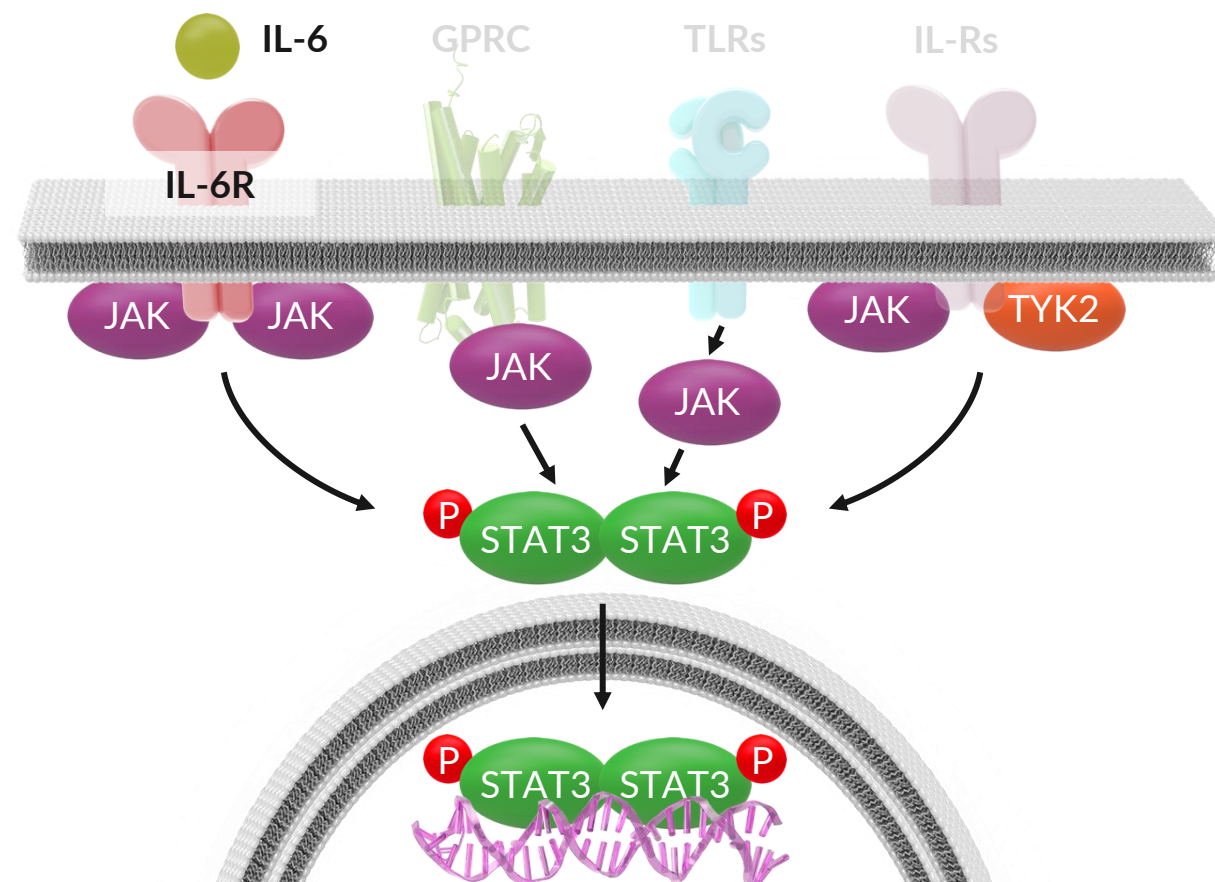 IL-6
GPRC
TLRs
IL-Rs
IL-6R
JAK
JAK
JAK
JAK
JAK
TYK2
P
STAT3
STAT3
P
P
STAT3
STAT3
P